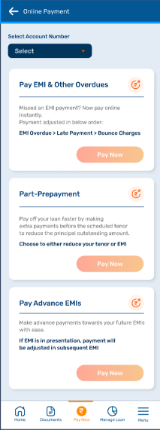 Online Payment
Select Account Number
Select
Pay EMI & Other Overdues
Missed an EMI payment? Now pay online
instantly.
Payment adjusted in below order:
EMI Overdue > Late Payment > Bounce Charges
Pay Now
Part-Prepayment
Pay off your loan faster by making
extra payments before the scheduled tenor
to reduce the principal outstanding amount.
Choose to either reduce your tenor or EMI
Pay Now
Pay Advance EMIs
Make advance payments towards your future EMIs
with ease.
If EMI is in presentation, payment will
be adjusted in subsequent EMI
Pay Now
Home Documents Pay Now Manage Loan Menu